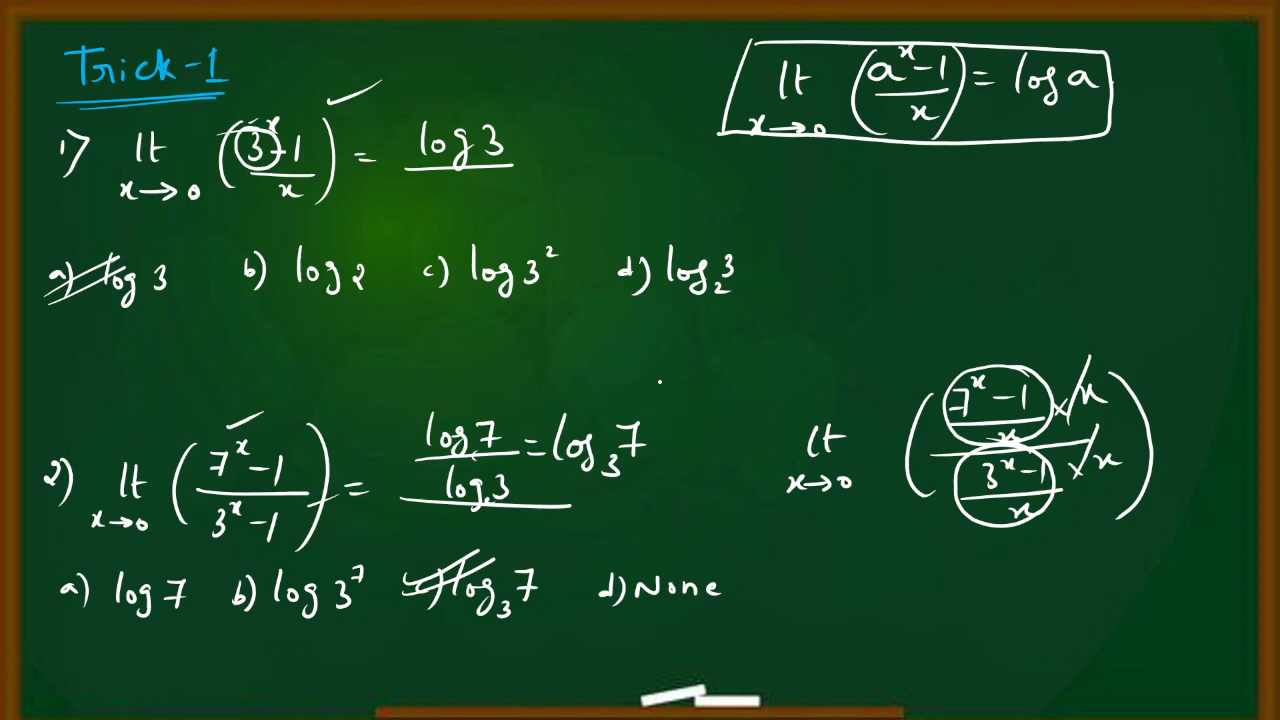 Trick-1
lt x→0 (a^x-1 / x) = log a
1) lt x→0 (3^x-1 / x) = log 3
a) log 3 b) log 2 c) log 3^2 d) log_2 3
2) lt x→0 (7^x-1 / 3^x-1) = log 7 / log 3 = log_3 7
lt x→0 ((7^x-1 / x) × x / (3^x-1 / x) × x)
a) log 7 b) log 3^7 c) log_3 7 d) None